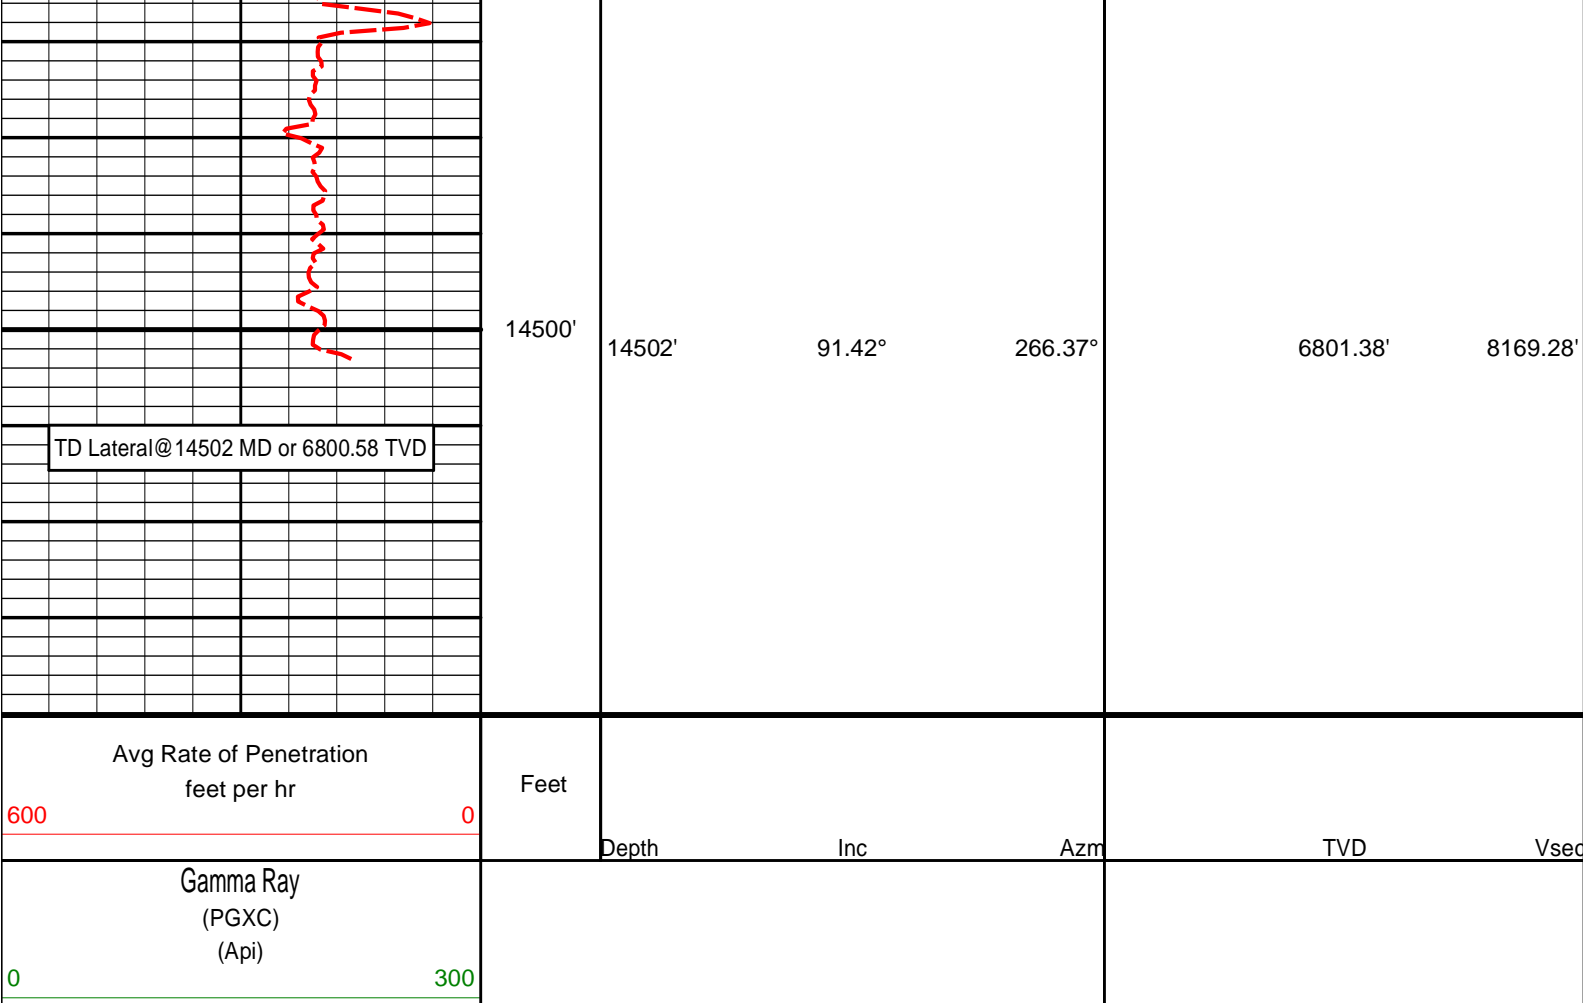 14500'
14502' 91.42° 266.37° 6801.38' 8169.28'
TD Lateral@14502 MD or 6800.58 TVD
Avg Rate of Penetration
feet per hr
600 0
Feet
Depth Inc Azm TVD Vsec
Gamma Ray
(PGXC)
(Api)
0 300